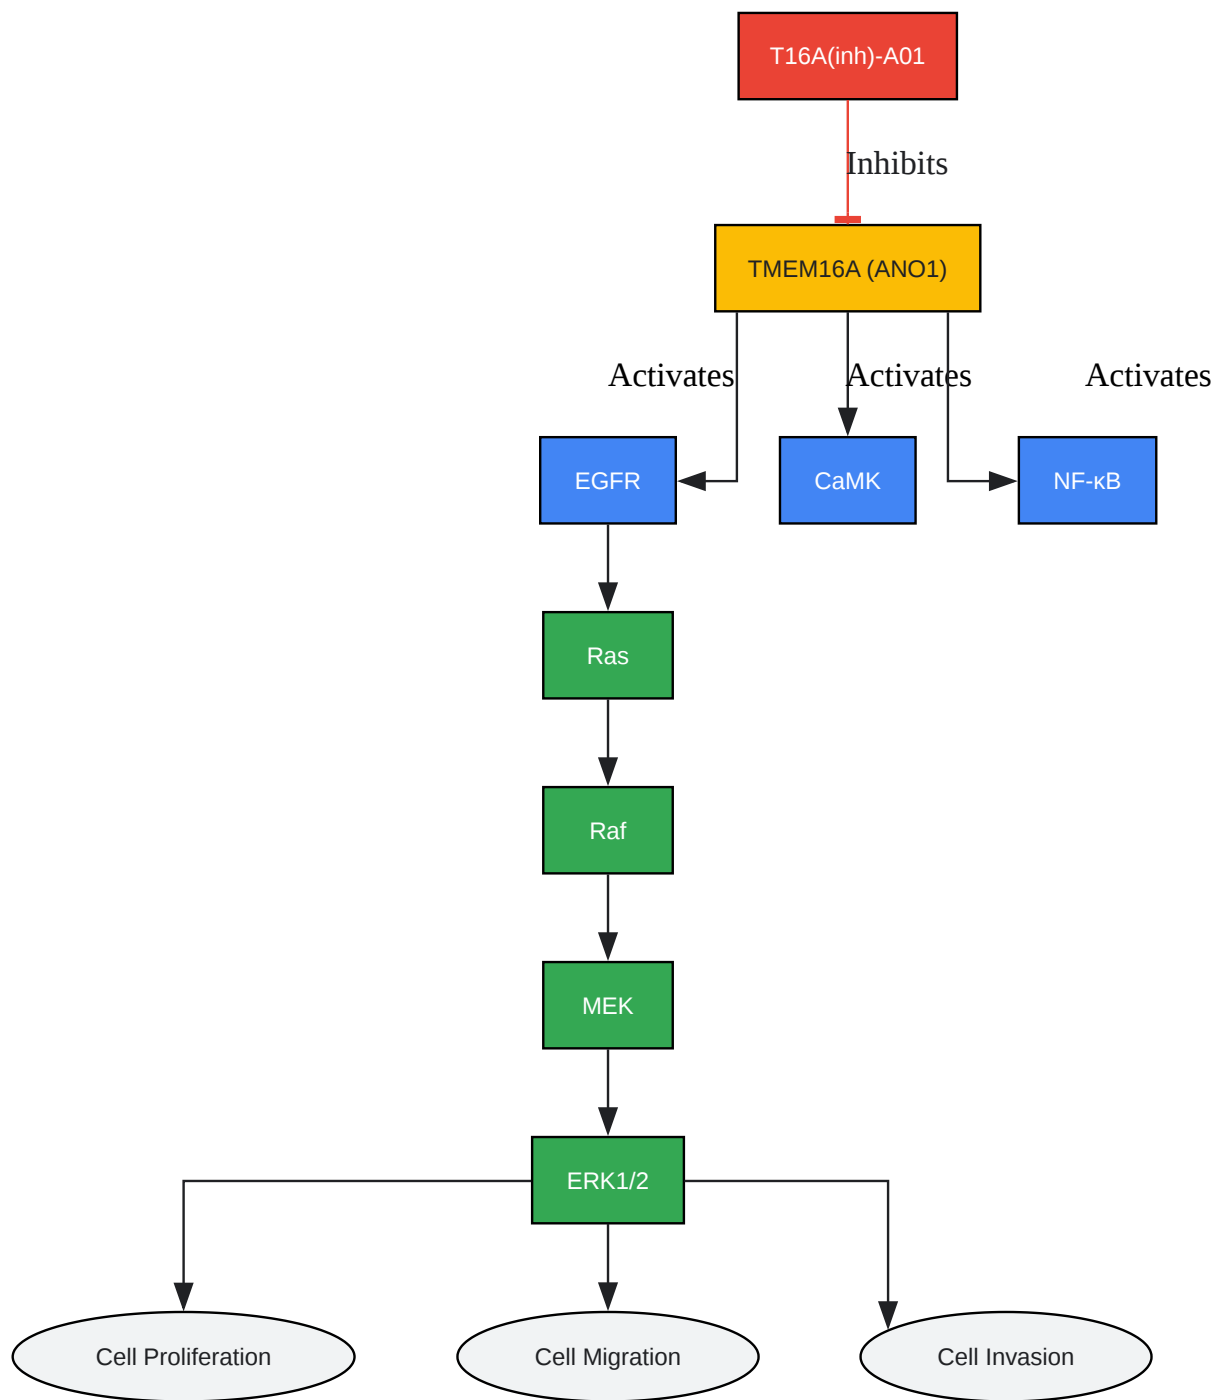 T16A(inh)-A01
Inhibits
TMEM16A (ANO1)
Activates
Activates
Activates
EGFR
CaMK
NF-κB
Ras
Raf
MEK
ERK1/2
Cell Proliferation
Cell Migration
Cell Invasion